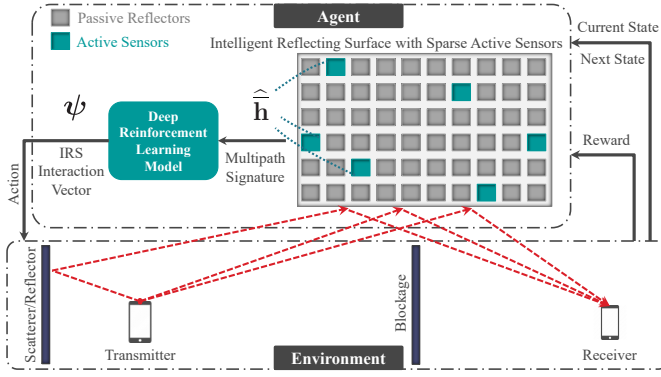 Agent
Passive Reflectors
Active Sensors
Intelligent Reflecting Surface with Sparse Active Sensors
Current State
Next State
Reward
ψ
h
Deep
Reinforcement
Learning
Model
IRS
Interaction
Vector
Multipath
Signature
Action
Scatterer/Reflector
Transmitter
Blockage
Receiver
Environment